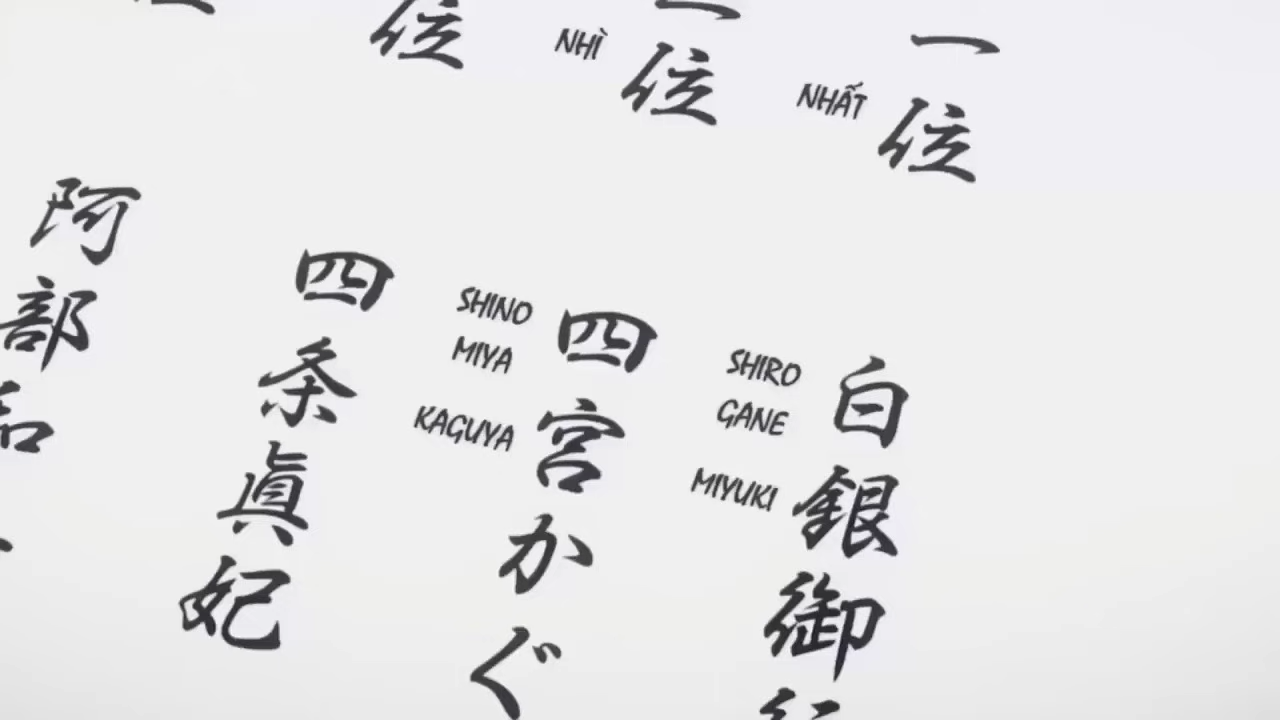 一位
NHẤT
白銀御
SHIRO
GANE
MIYUKI
位
NHÌ
四宮かぐ
SHINO
MIYA
KAGUYA
位
四条眞妃
阿部